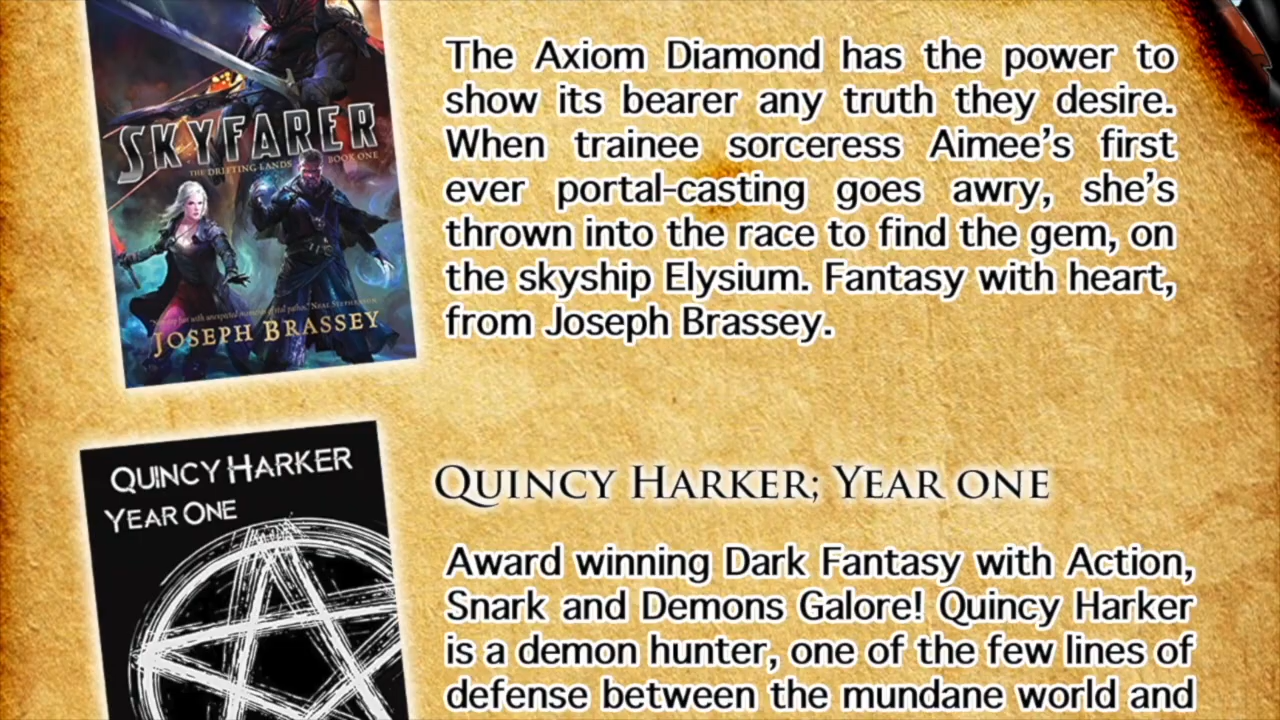 SKYFARER
THE DRIFTING LANDS BOOK ONE
JOSEPH BRASSEY
The Axiom Diamond has the power to
show its bearer any truth they desire.
When trainee sorceress Aimee's first
ever portal-casting goes awry, she's
thrown into the race to find the gem, on
the skyship Elysium. Fantasy with heart,
from Joseph Brassey.
QUINCY HARKER
YEAR ONE
QUINCY HARKER; YEAR ONE
Award winning Dark Fantasy with Action,
Snark and Demons Galore! Quincy Harker
is a demon hunter, one of the few lines of
defense between the mundane world and